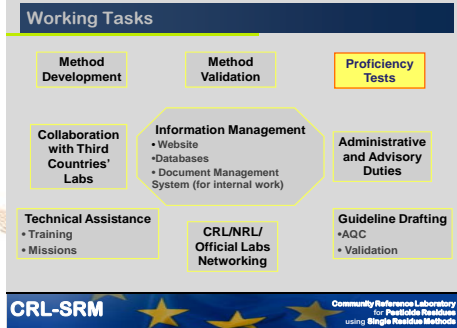 Working Tasks
Method
Development
Method
Validation
Proficiency
Tests
Collaboration
with Third
Countries'
Labs
Information Management
• Website
•Databases
• Document Management
System (for internal work)
Administrative
and Advisory
Duties
Technical Assistance
• Training
• Missions
CRL/NRL/
Official Labs
Networking
Guideline Drafting
•AQC
• Validation
CRL-SRM
Community Reference Laboratory
for Pesticide Residues
using Single Residue Methods